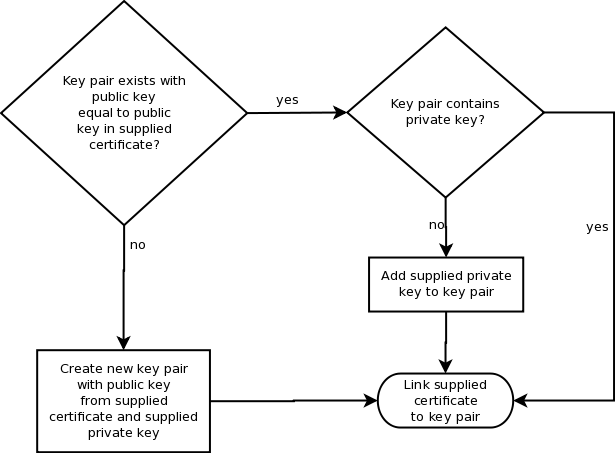 Key pair exists with
public key
equal to public
key in supplied
certificate?
yes
Key pair contains
private key?
no
yes
no
Add supplied private
key to key pair
Create new key pair
with public key
from supplied
certificate and supplied
private key
Link supplied
certificate
to key pair